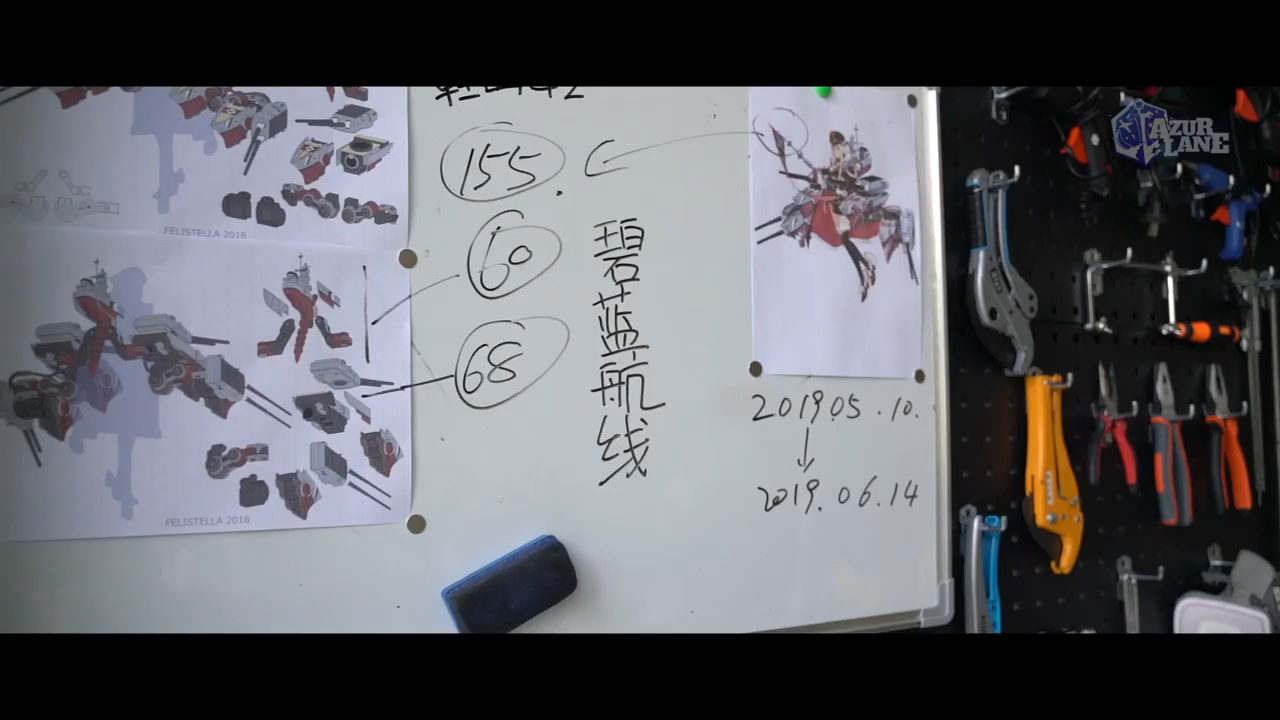 155.
60
68
碧蓝航线
FELISTELLA 2018
FELISTELLA 2018
2019.05.10.
2019.06.14
AZUR
LANE